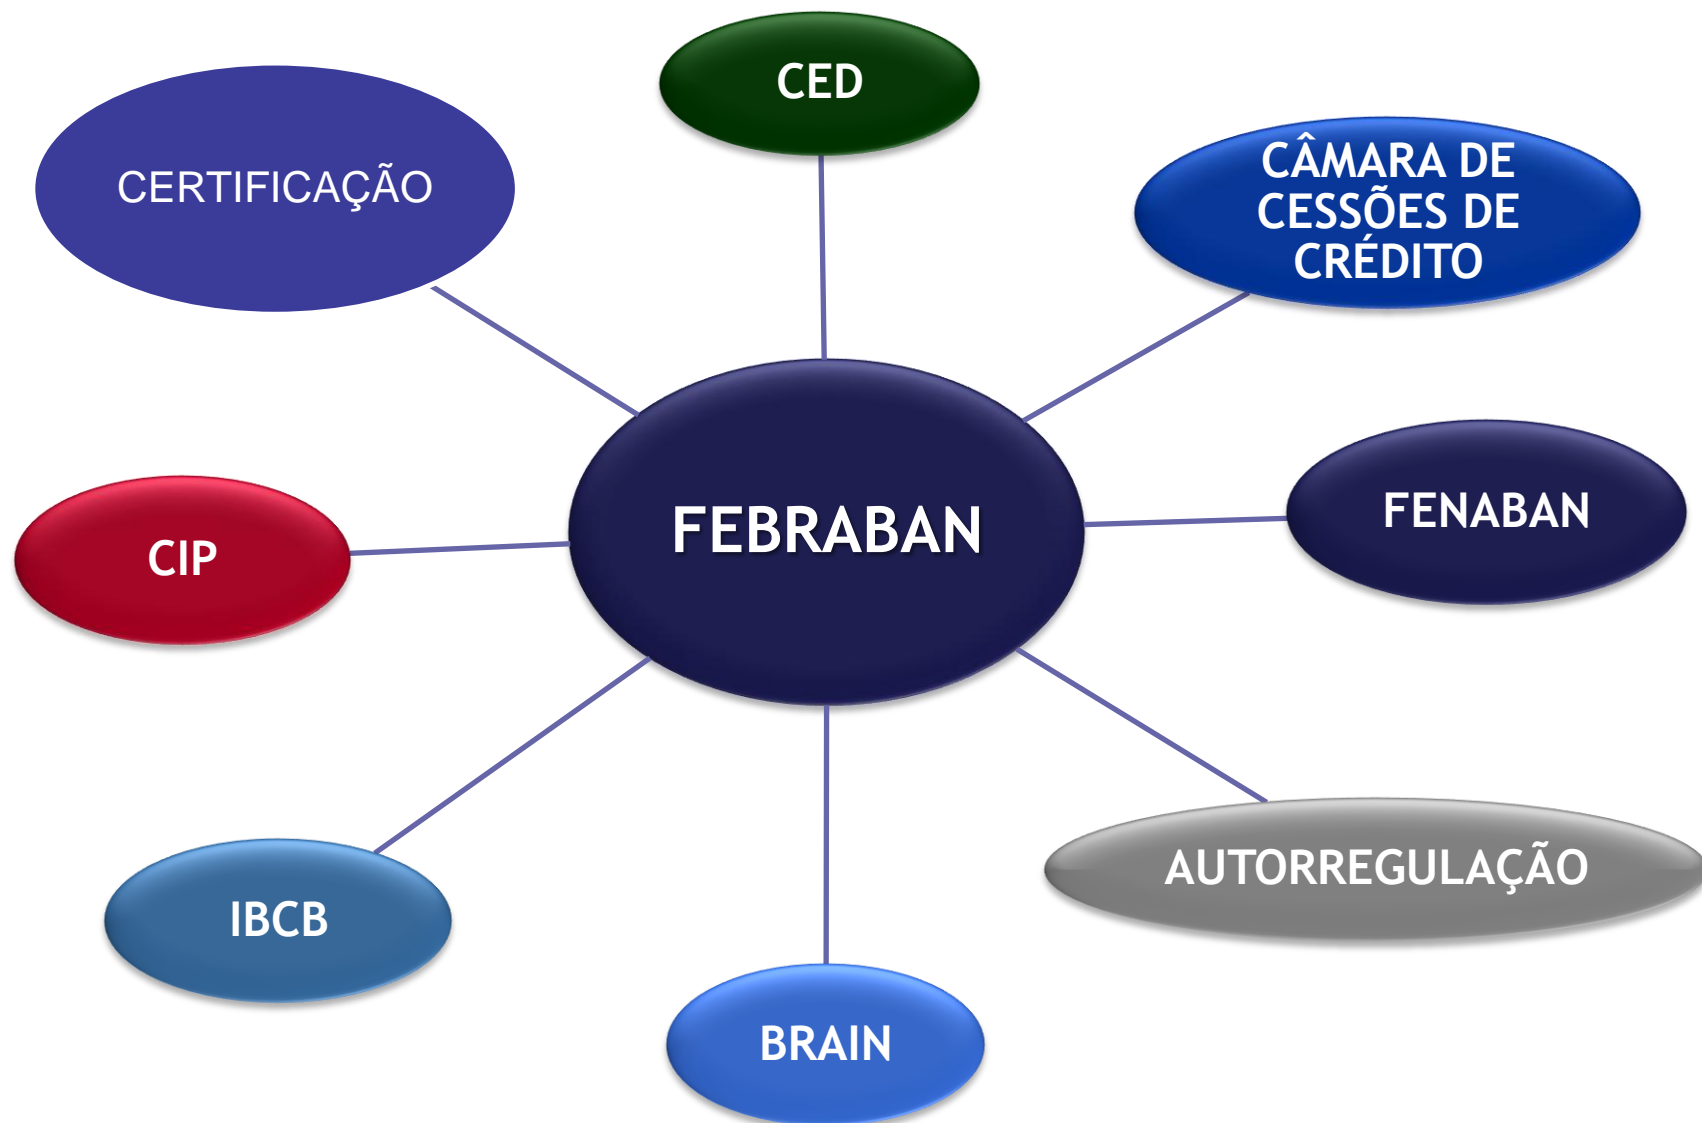 CED
CERTIFICAÇÃO
CÂMARA DE
CESSÕES DE
CRÉDITO
FEBRABAN
FENABAN
CIP
AUTORREGULAÇÃO
IBCB
BRAIN